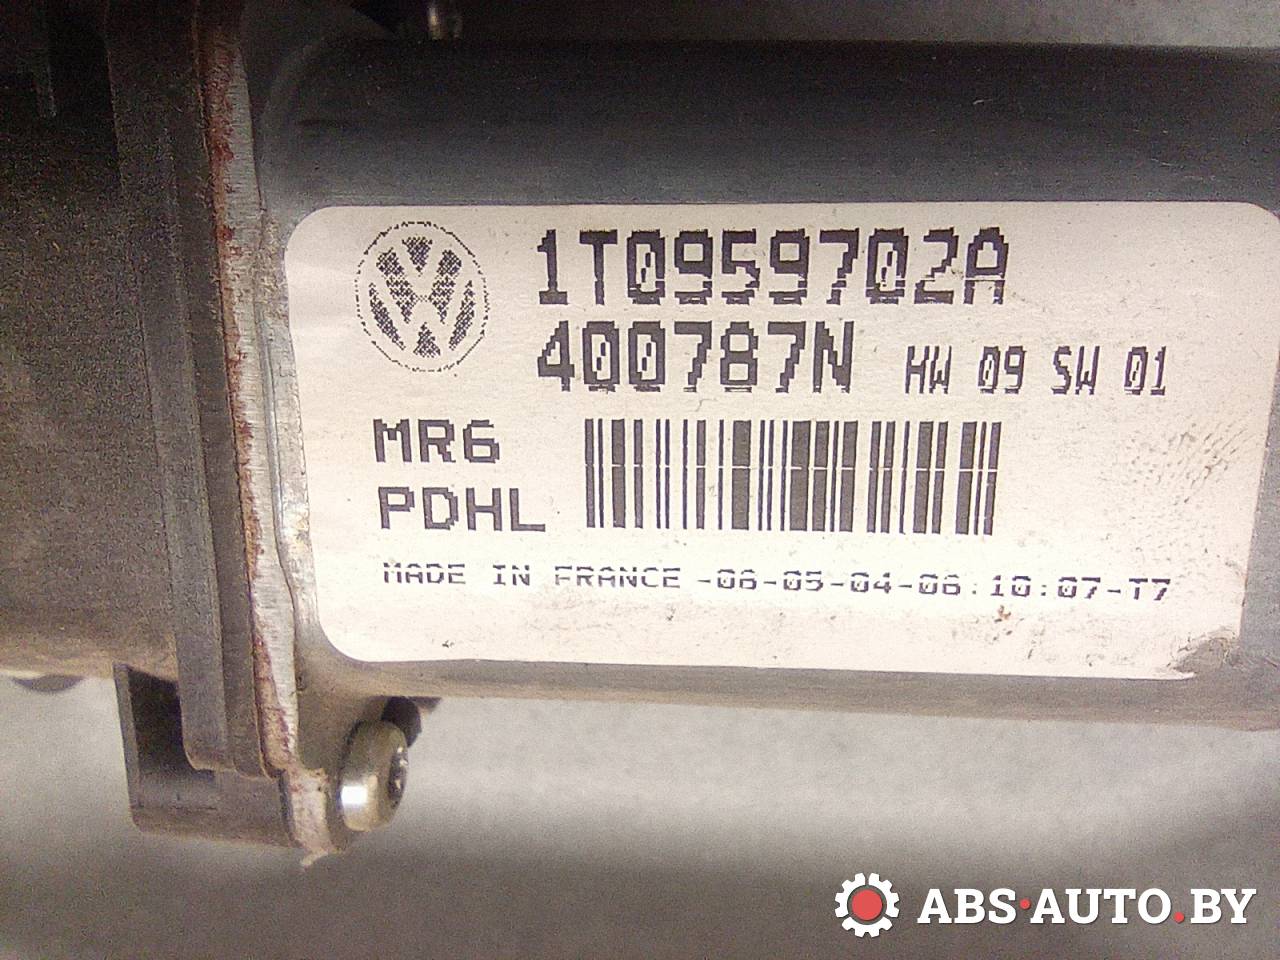 1T0959702A
400787N HW 09 SW 01
MR6
PDHL
MADE IN FRANCE -06-05-04-06:10:07-T7
ABS·AUTO.BY